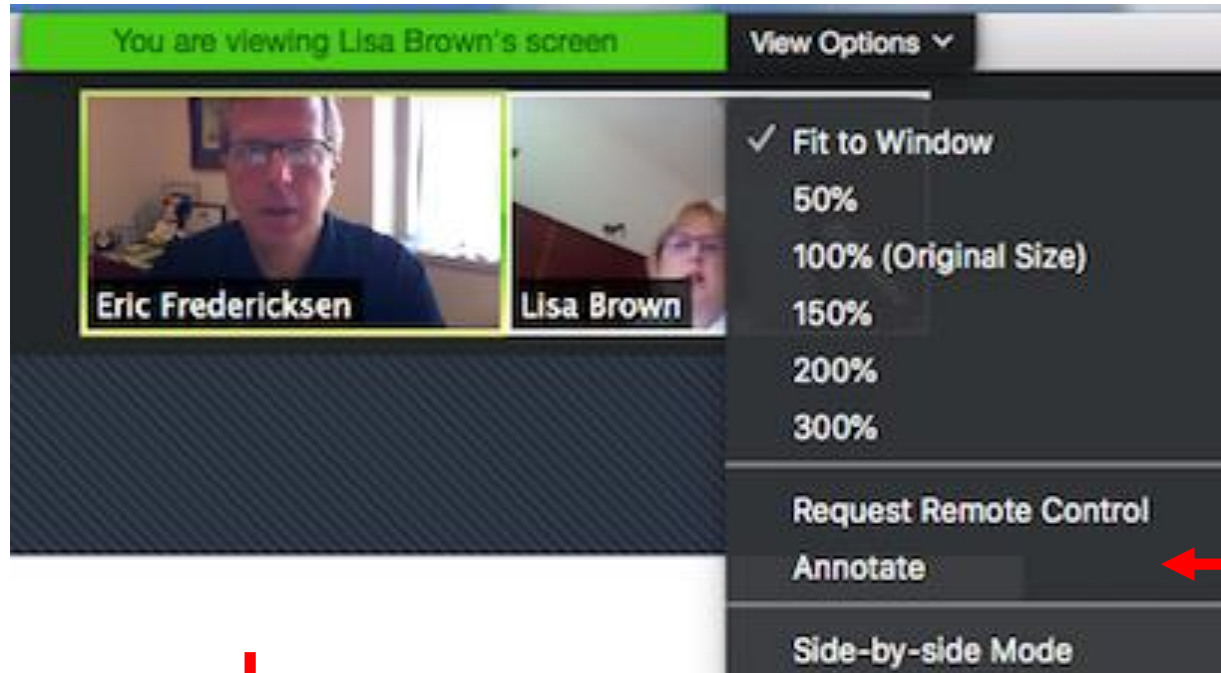 You are viewing Lisa Brown's screen
View Options
Eric Fredericksen
Lisa Brown
Fit to Window
50%
100% (Original Size)
150%
200%
300%
Request Remote Control
Annotate
Side-by-side Mode